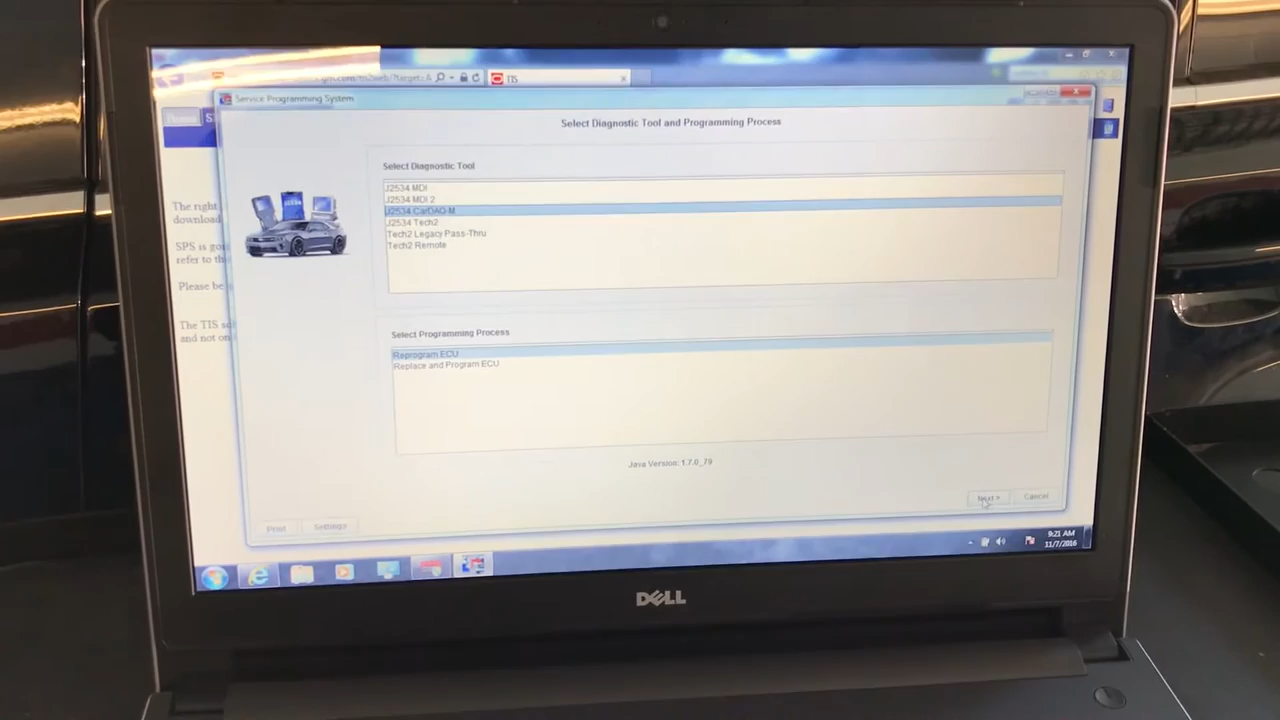 TIS
Service Programming System
Select Diagnostic Tool and Programming Process
Select Diagnostic Tool
J2534 MDI
J2534 MDI 2
J2534 CarDAQ-M
J2534 Tech2
Tech2 Legacy Pass-Thru
Tech2 Remote
Select Programming Process
Reprogram ECU
Replace and Program ECU
Java Version: 1.7.0_79
Next >
Cancel
Print
Settings
Home
The right
download
SPS is
refer to
Please be
The TIS
and not on
9:21 AM
11/7/2016
DELL